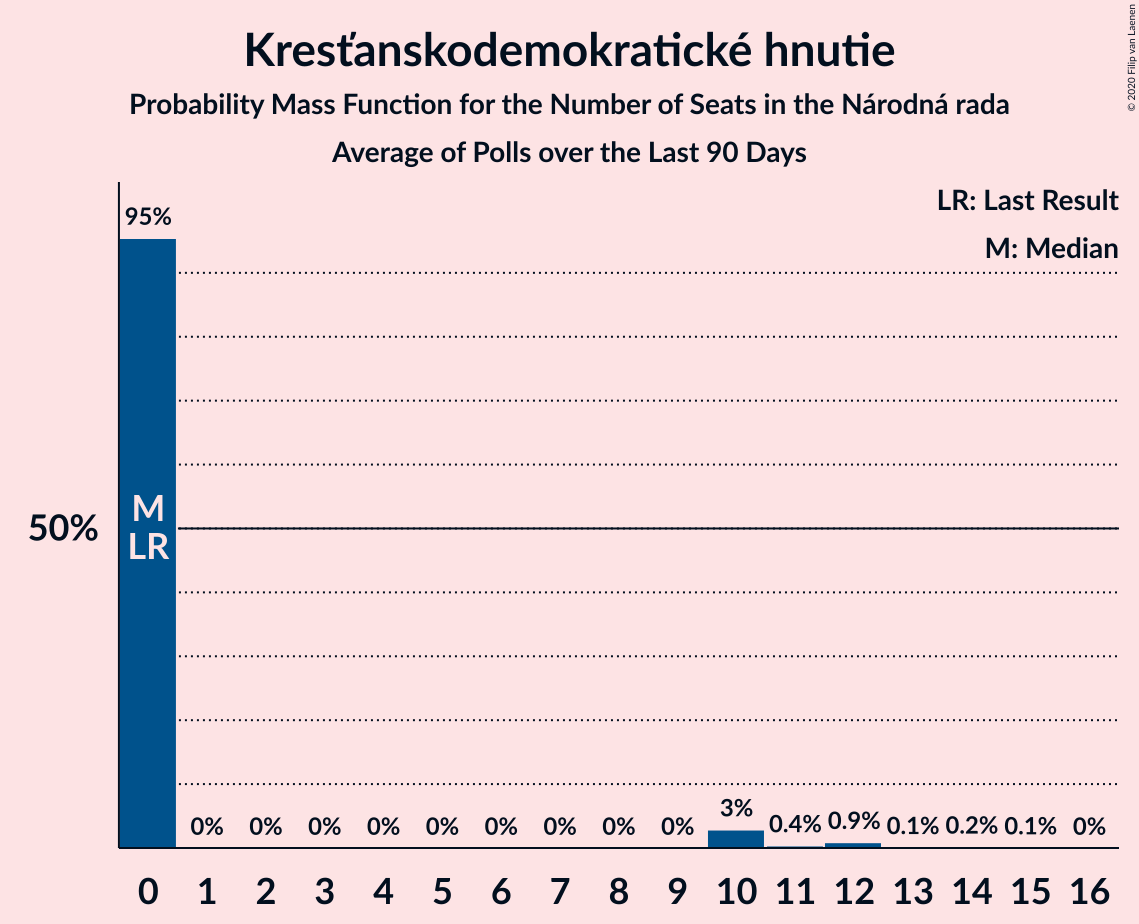 Kresťanskodemokratické hnutie
Probability Mass Function for the Number of Seats in the Národná rada
Average of Polls over the Last 90 Days
© 2020 Filip van Laenen
LR: Last Result
M: Median
95%
M
LR
50%
0% 0% 0% 0% 0% 0% 0% 0% 0% 3% 0.4% 0.9% 0.1% 0.2% 0.1% 0%
0 1 2 3 4 5 6 7 8 9 10 11 12 13 14 15 16